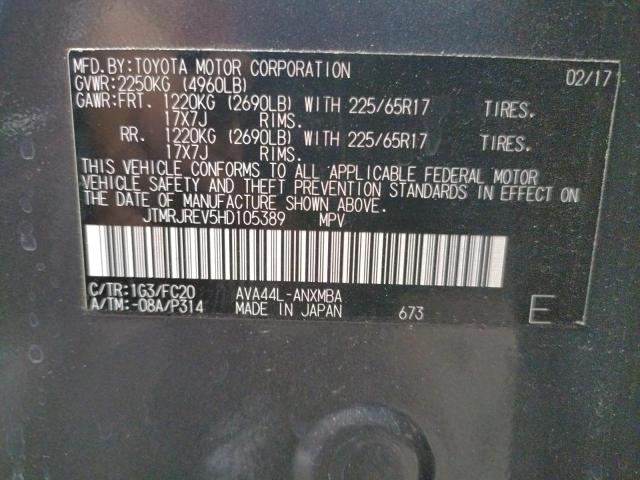 MFD.BY:TOYOTA MOTOR CORPORATION 02/17
GVWR:2250KG (4960LB)
GAWR:FRT. 1220KG (2690LB) WITH 225/65R17 TIRES.
17X7J RIMS.
RR. 1220KG (2690LB) WITH 225/65R17 TIRES.
17X7J RIMS.
THIS VEHICLE CONFORMS TO ALL APPLICABLE FEDERAL MOTOR
VEHICLE SAFETY AND THEFT PREVENTION STANDARDS IN EFFECT ON
THE DATE OF MANUFACTURE SHOWN ABOVE.
JTMRJREV5HD105389 MPV
C/TR:1G3/FC20 AVA44L-ANXMBA
A/TM:-08A/P314 MADE IN JAPAN 673 E